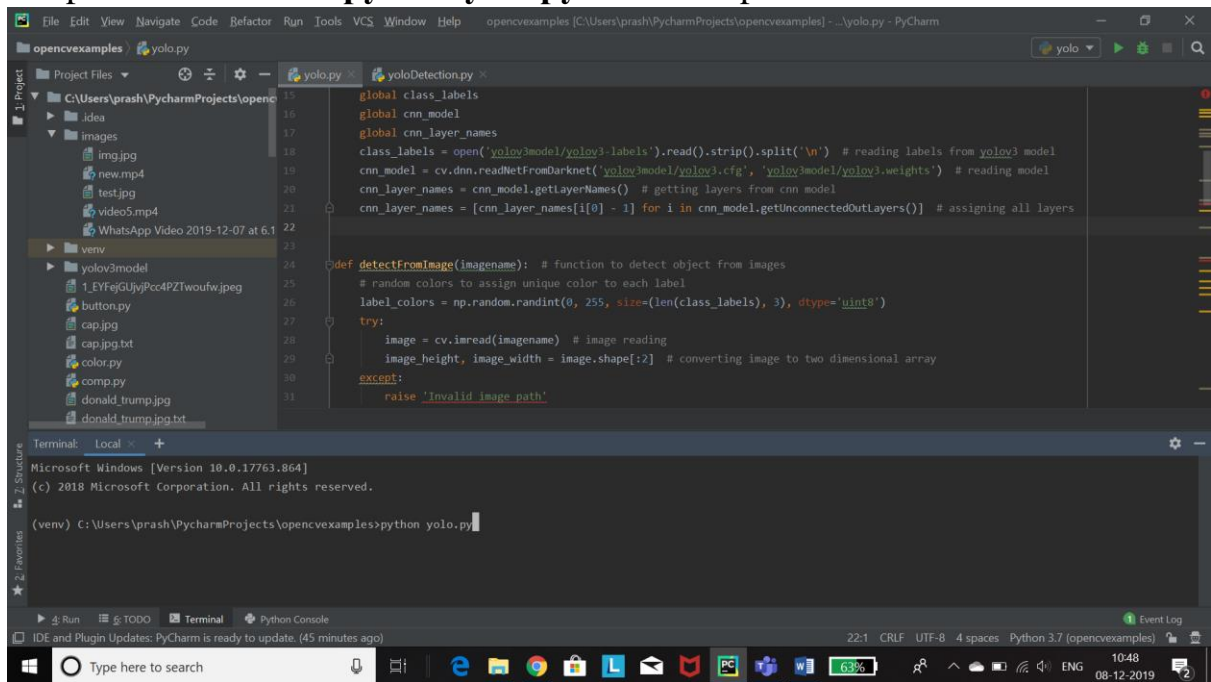 File Edit View Navigate Code Refactor Run Tools VCS Window Help opencvexamples [C:\Users\prash\PycharmProjects\opencvexamples] - ...\yolo.py - PyCharm
opencvexamples yolo.py
yolo
1: Project
Project Files
yolo.py
yoloDetection.py
C:\Users\prash\PycharmProjects\openc
.idea
images
img.jpg
new.mp4
test.jpg
video5.mp4
WhatsApp Video 2019-12-07 at 6.1
venv
yolov3model
1_EYFejGUjvjPcc4PZTwoufw.jpeg
button.py
cap.jpg
cap.jpg.txt
color.py
comp.py
donald_trump.jpg
donald_trump.jpg.txt
15 global class_labels
16 global cnn_model
17 global cnn_layer_names
18 class_labels = open('yolov3model/yolov3-labels').read().strip().split('\n') # reading labels from yolov3 model
19 cnn_model = cv.dnn.readNetFromDarknet('yolov3model/yolov3.cfg', 'yolov3model/yolov3.weights') # reading model
20 cnn_layer_names = cnn_model.getLayerNames() # getting layers from cnn model
21 cnn_layer_names = [cnn_layer_names[i[0] - 1] for i in cnn_model.getUnconnectedOutLayers()] # assigning all layers
22
23
24 def detectFromImage(imagename): # function to detect object from images
25 # random colors to assign unique color to each label
26 label_colors = np.random.randint(0, 255, size=(len(class_labels), 3), dtype='uint8')
27 try:
28 image = cv.imread(imagename) # image reading
29 image_height, image_width = image.shape[:2] # converting image to two dimensional array
30 except:
31 raise 'Invalid image path'
Terminal: Local +
Microsoft Windows [Version 10.0.17763.864]
(c) 2018 Microsoft Corporation. All rights reserved.
(venv) C:\Users\prash\PycharmProjects\opencvexamples>python yolo.py
Z: Structure
2: Favorites
4: Run 6: TODO Terminal Python Console 1 Event Log
IDE and Plugin Updates: PyCharm is ready to update. (45 minutes ago) 22:1 CRLF UTF-8 4 spaces Python 3.7 (opencvexamples)
Type here to search
63%
ENG
10:48
08-12-2019
2